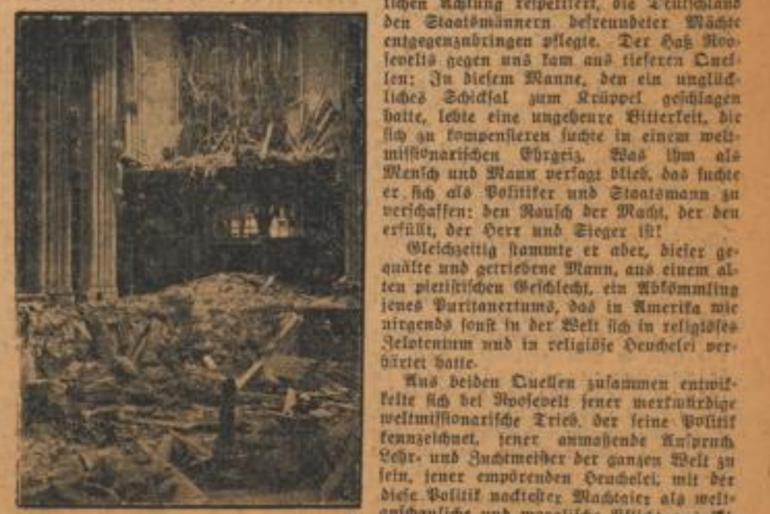 lichen Achtung respektiert, die Deutschland
den Staatsmännern befreundeter Mächte
entgegenzubringen pflegte. Der Haß Roo-
sevelts gegen uns kam aus tieferen Quel-
len: In diesem Manne, den ein unglück-
liches Schicksal zum Krüppel geschlagen
hatte, lebte eine ungeheure Bitterkeit, die
sich zu kompensieren suchte in einem welt-
missionarischen Ehrgeiz. Was ihm als
Mensch und Mann versagt blieb, das suchte
er sich als Politiker und Staatsmann zu
verschaffen: den Rausch der Macht, der den
erfüllt, der Herr und Sieger ist!
Gleichzeitig stammte er aber, dieser ge-
quälte und getriebene Mann, aus einem al-
ten pietistischen Geschlecht, ein Abkömmling
jenes Puritanertums, das in Amerika wie
nirgends sonst in der Welt sich in religiöses
Zelotentum und in religiöse Heuchelei ver-
härtet hatte.
Aus beiden Quellen zusammen entwik-
kelte sich bei Roosevelt jener merkwürdige
weltmissionarische Trieb, der seine Politik
kennzeichnet, jener anmaßende Anspruch
Lehr- und Zuchtmeister der ganzen Welt zu
sein, jener empörenden Heuchelei, mit der
diese Politik nacktester Machtgier als welt-